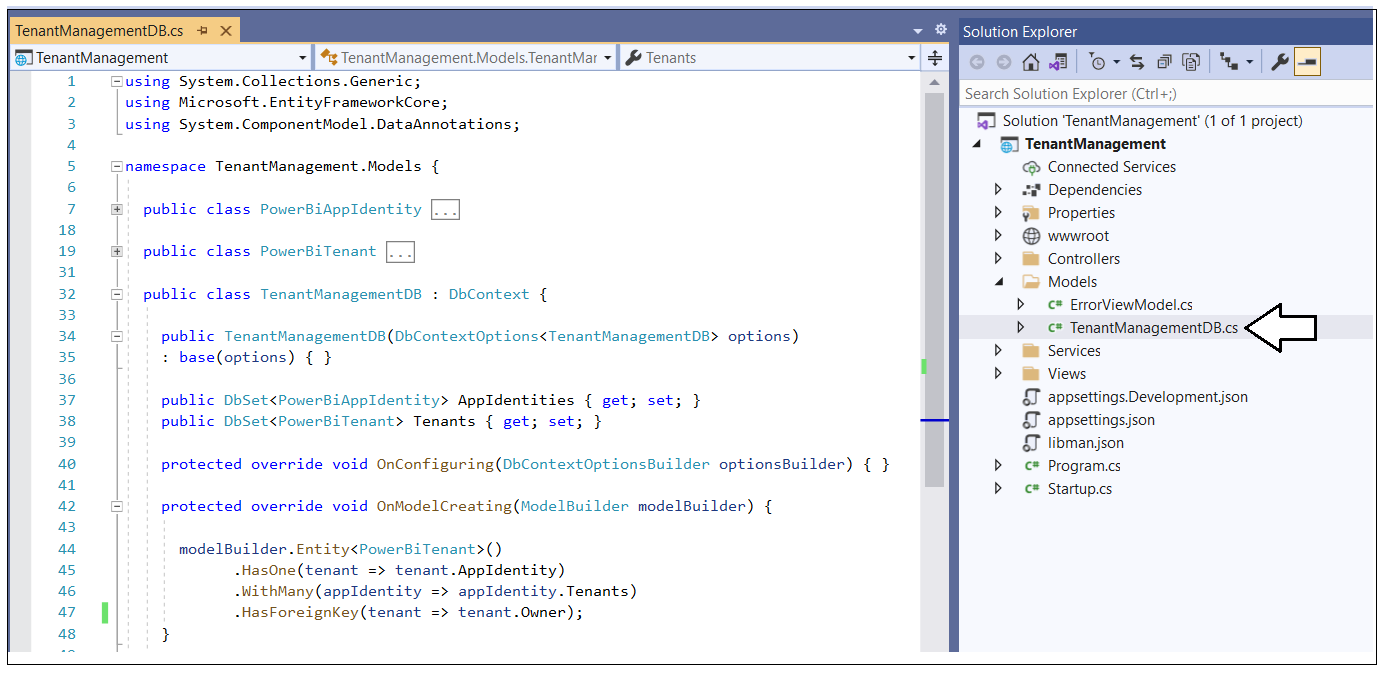 TenantManagementDB.cs
TenantManagement
TenantManagement.Models.TenantMar
Tenants
1 using System.Collections.Generic;
2 using Microsoft.EntityFrameworkCore;
3 using System.ComponentModel.DataAnnotations;
4
5 namespace TenantManagement.Models {
6
7 public class PowerBiAppIdentity ...
18
19 public class PowerBiTenant ...
31
32 public class TenantManagementDB : DbContext {
33
34 public TenantManagementDB(DbContextOptions<TenantManagementDB> options)
35 : base(options) { }
36
37 public DbSet<PowerBiAppIdentity> AppIdentities { get; set; }
38 public DbSet<PowerBiTenant> Tenants { get; set; }
39
40 protected override void OnConfiguring(DbContextOptionsBuilder optionsBuilder) { }
41
42 protected override void OnModelCreating(ModelBuilder modelBuilder) {
43
44 modelBuilder.Entity<PowerBiTenant>()
45 .HasOne(tenant => tenant.AppIdentity)
46 .WithMany(appIdentity => appIdentity.Tenants)
47 .HasForeignKey(tenant => tenant.Owner);
48 }
Solution Explorer
Search Solution Explorer (Ctrl+;)
Solution 'TenantManagement' (1 of 1 project)
TenantManagement
Connected Services
Dependencies
Properties
wwwroot
Controllers
Models
C# ErrorViewModel.cs
C# TenantManagementDB.cs
Services
Views
appsettings.Development.json
appsettings.json
libman.json
C# Program.cs
C# Startup.cs